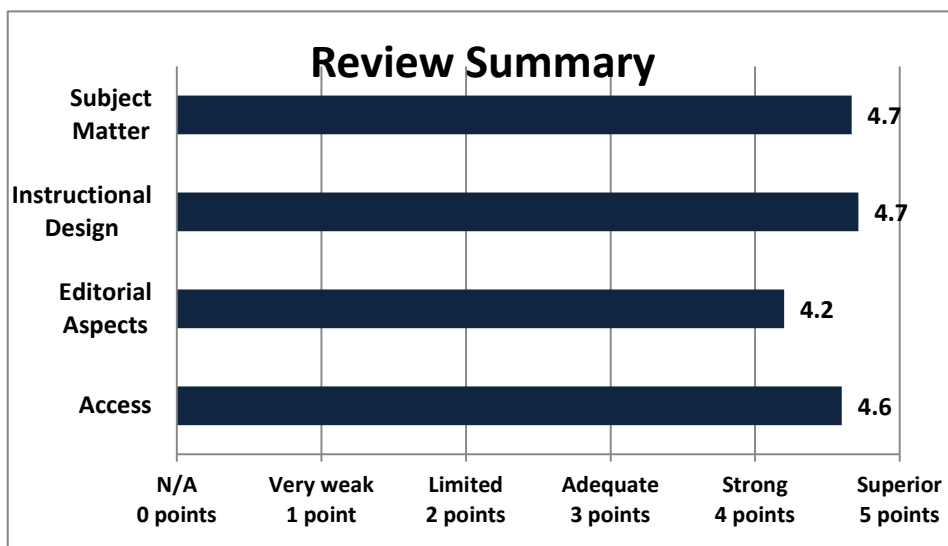 Review Summary
Subject
Matter
4.7
Instructional
Design
4.7
Editorial
Aspects
4.2
Access
4.6
N/A Very weak Limited Adequate Strong Superior
0 points 1 point 2 points 3 points 4 points 5 points